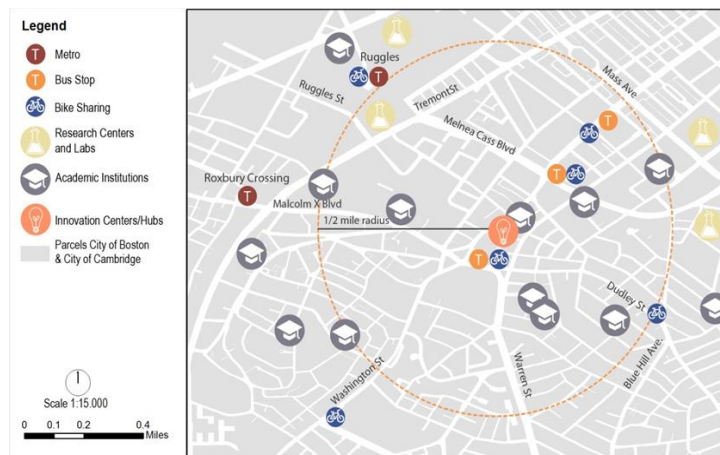 Legend
T Metro
T Bus Stop
Bike Sharing
Research Centers
and Labs
Academic Institutions
Innovation Centers/Hubs
Parcels City of Boston
& City of Cambridge
Scale 1:15.000
0 0.1 0.2 0.4
Miles
Ruggles
T
Ruggles St
TremontSt
Mass Ave
Melnea Cass Blvd
T
T
Roxbury Crossing
T
Malcolm X Blvd
1/2 mile radius
T
Dudley St
Washington St
Warren St
Blue Hill Ave.